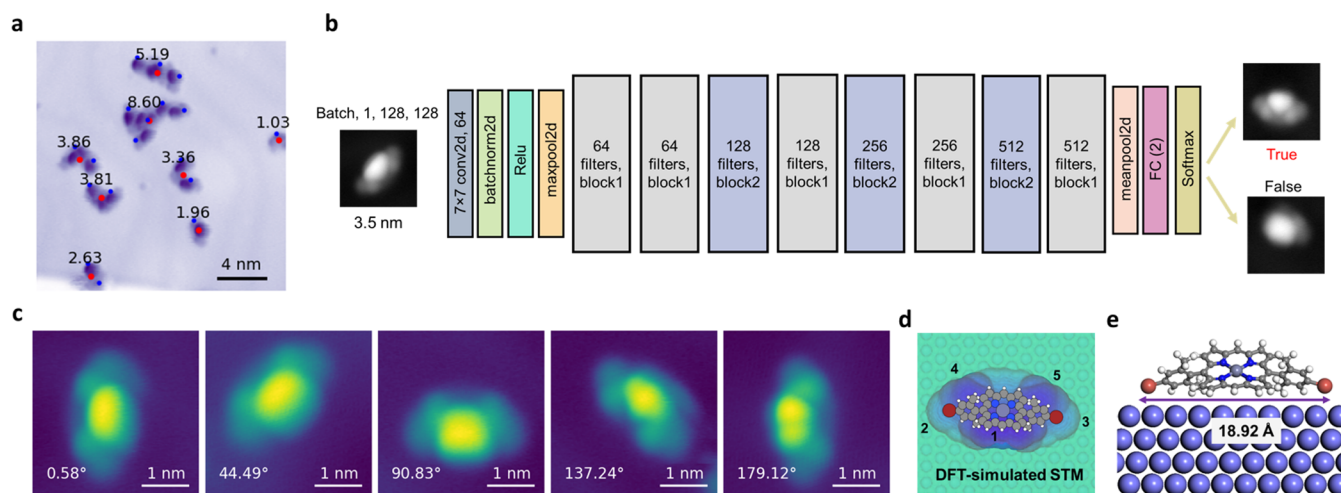 a
5.19
8.60
1.03
3.86
3.36
3.81
1.96
2.63
4 nm
b
Batch, 1, 128, 128
3.5 nm
7×7 conv2d, 64
batchnorm2d
Relu
maxpool2d
64
filters,
block1
64
filters,
block1
128
filters,
block2
128
filters,
block1
256
filters,
block2
256
filters,
block1
512
filters,
block2
512
filters,
block1
meanpool2d
FC (2)
Softmax
True
False
c
0.58°
1 nm
44.49°
1 nm
90.83°
1 nm
137.24°
1 nm
179.12°
1 nm
d
4
5
2
3
1
DFT-simulated STM
e
18.92 Å